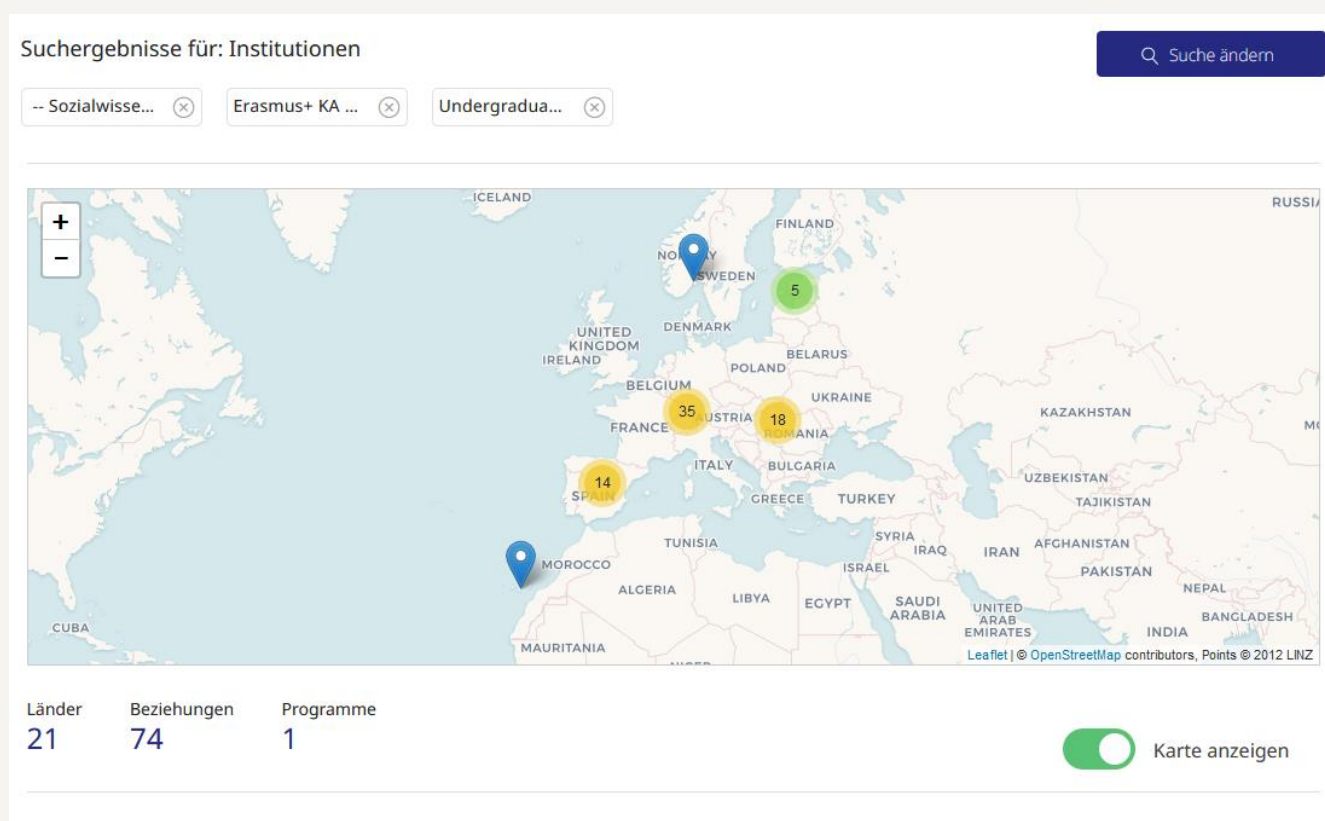 Suchergebnisse für: Institutionen
Suche ändern
-- Sozialwisse...
Erasmus+ KA ...
Undergradua...
+
−
ICELAND
RUSSI
FINLAND
SWEDEN
5
UNITED
KINGDOM
IRELAND
DENMARK
BELARUS
POLAND
BELGIUM
UKRAINE
35
USTRIA
18
FRANCE
ROMANIA
KAZAKHSTAN
ITALY
BULGARIA
14
SPAIN
GREECE
TURKEY
UZBEKISTAN
TAJIKISTAN
TUNISIA
SYRIA
IRAQ
IRAN
AFGHANISTAN
MOROCCO
ISRAEL
PAKISTAN
ALGERIA
LIBYA
EGYPT
SAUDI
ARABIA
UNITED
ARAB
EMIRATES
NEPAL
BANGLADESH
INDIA
CUBA
MAURITANIA
Leaflet | © OpenStreetMap contributors, Points © 2012 LINZ
Länder
21
Beziehungen
74
Programme
1
Karte anzeigen